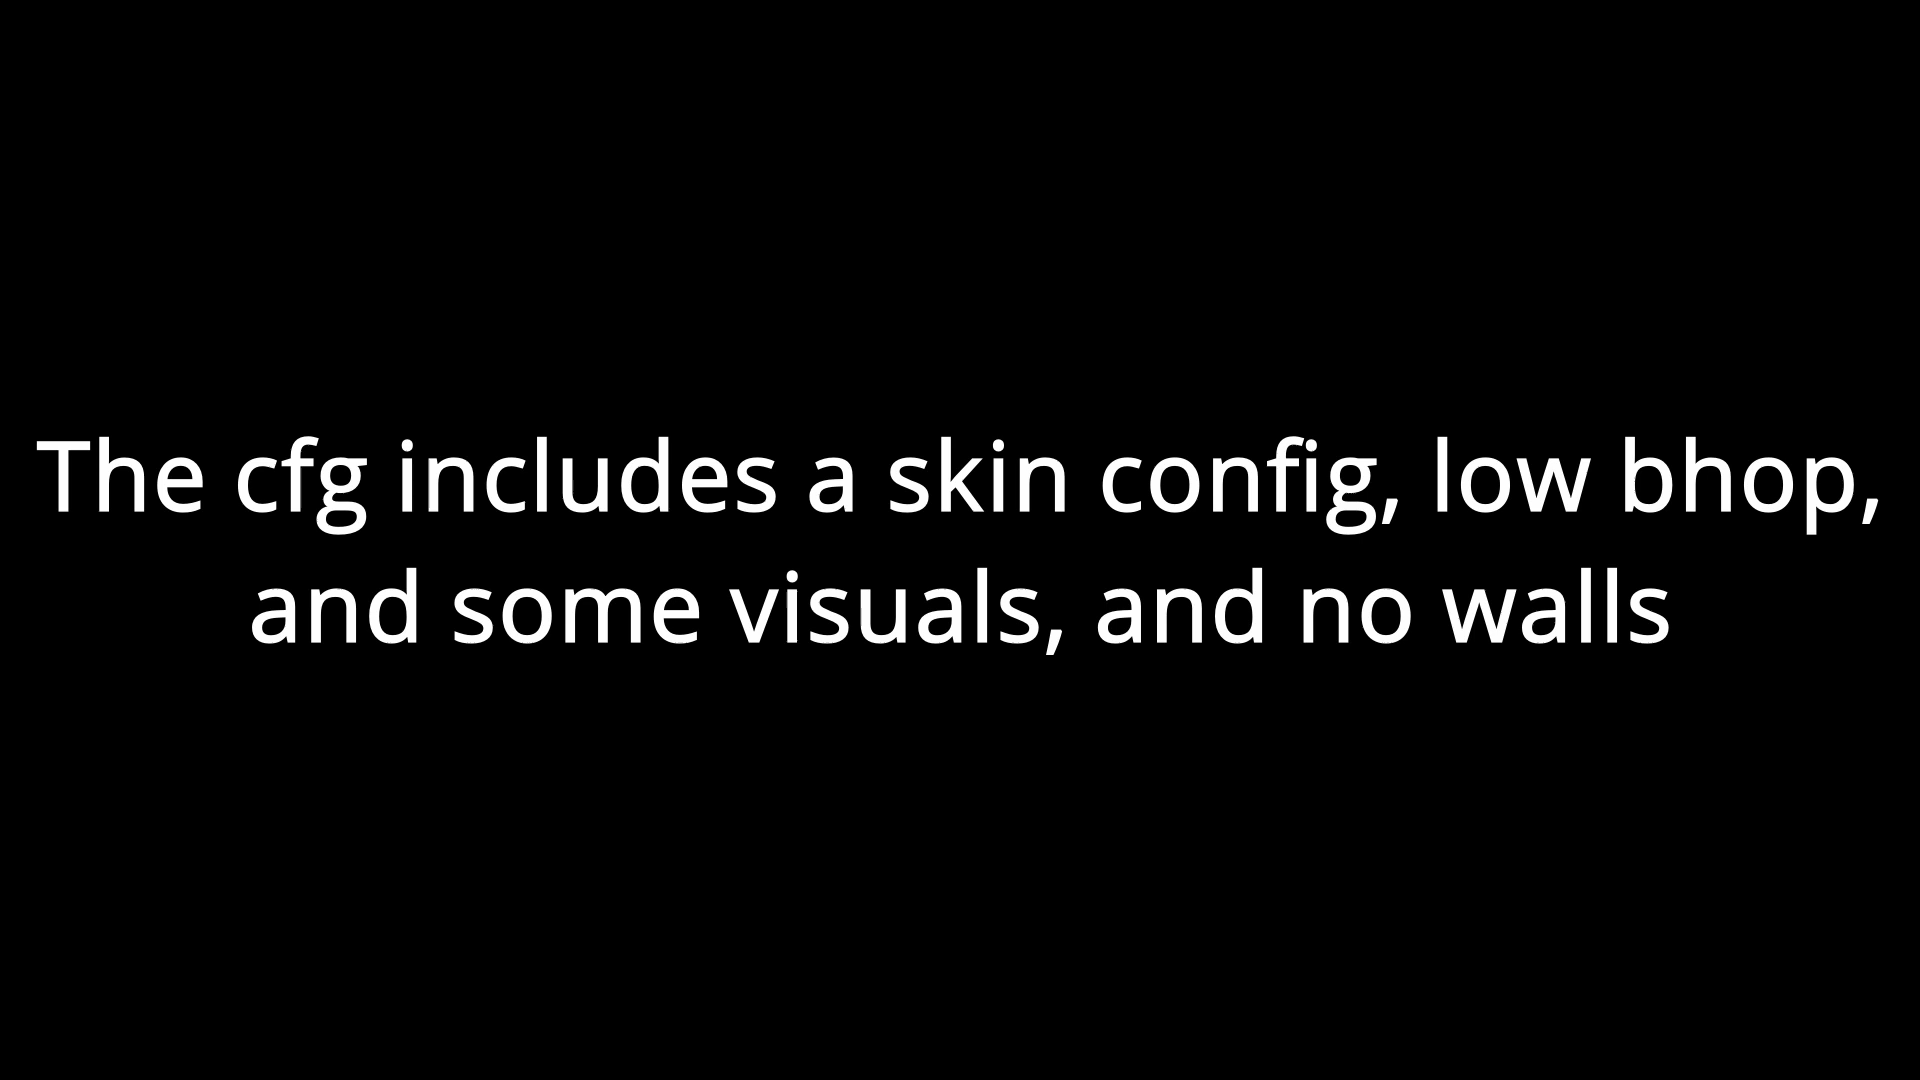 The cfg includes a skin config, low bhop,
and some visuals, and no walls